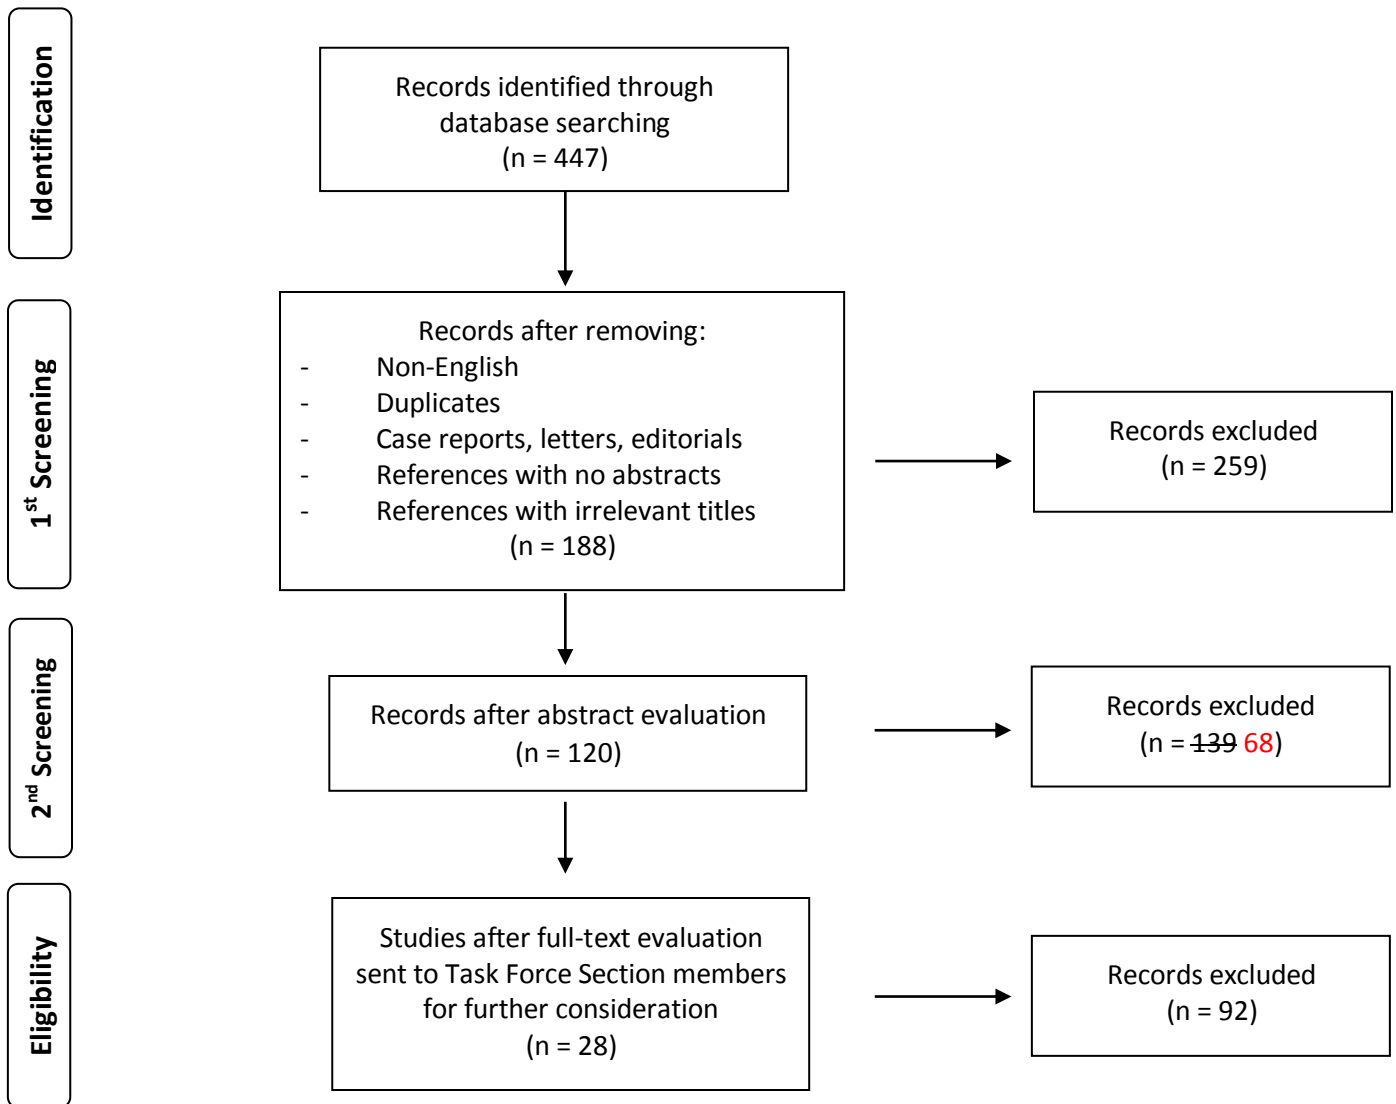 Identification
Records identified through
database searching
(n = 447)
1st Screening
Records after removing:
- Non-English
- Duplicates
- Case reports, letters, editorials
- References with no abstracts
- References with irrelevant titles
(n = 188)
Records excluded
(n = 259)
2nd Screening
Records after abstract evaluation
(n = 120)
Records excluded
(n = 139 68)
Eligibility
Studies after full-text evaluation
sent to Task Force Section members
for further consideration
(n = 28)
Records excluded
(n = 92)